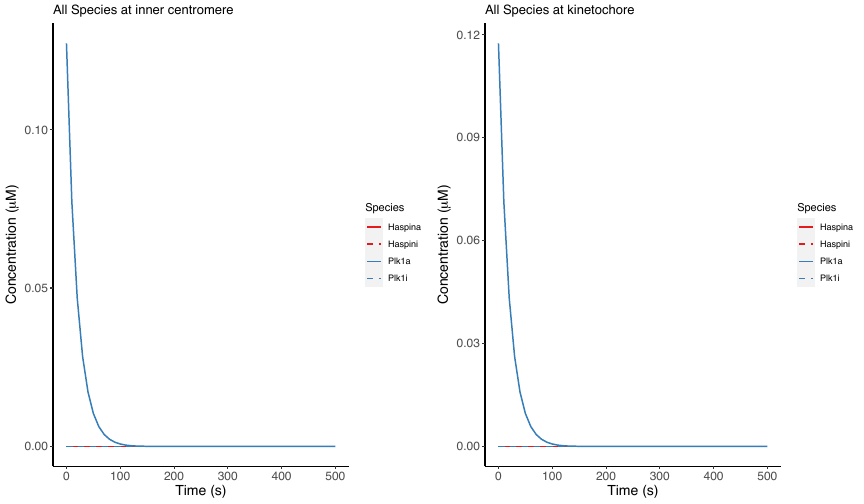 All Species at inner centromere
Concentration (μM)
0.10
0.05
0.00
0 100 200 300 400 500
Time (s)
Species
Haspina
Haspini
Plk1a
Plk1i
All Species at kinetochore
Concentration (μM)
0.12
0.09
0.06
0.03
0.00
0 100 200 300 400 500
Time (s)
Species
Haspina
Haspini
Plk1a
Plk1i